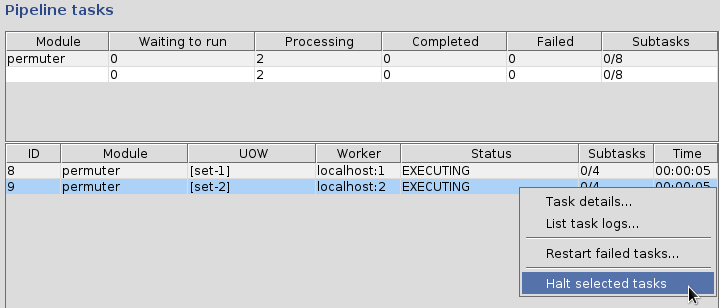 Pipeline tasks
Module Waiting to run Processing Completed Failed Subtasks
permuter 0 2 0 0 0/8
0 2 0 0 0/8
ID Module UOW Worker Status Subtasks Time
8 permuter [set-1] localhost:1 EXECUTING 0/4 00:00:05
9 permuter [set-2] localhost:2 EXECUTING 0/4 00:00:05
Task details...
List task logs...
Restart failed tasks...
Halt selected tasks